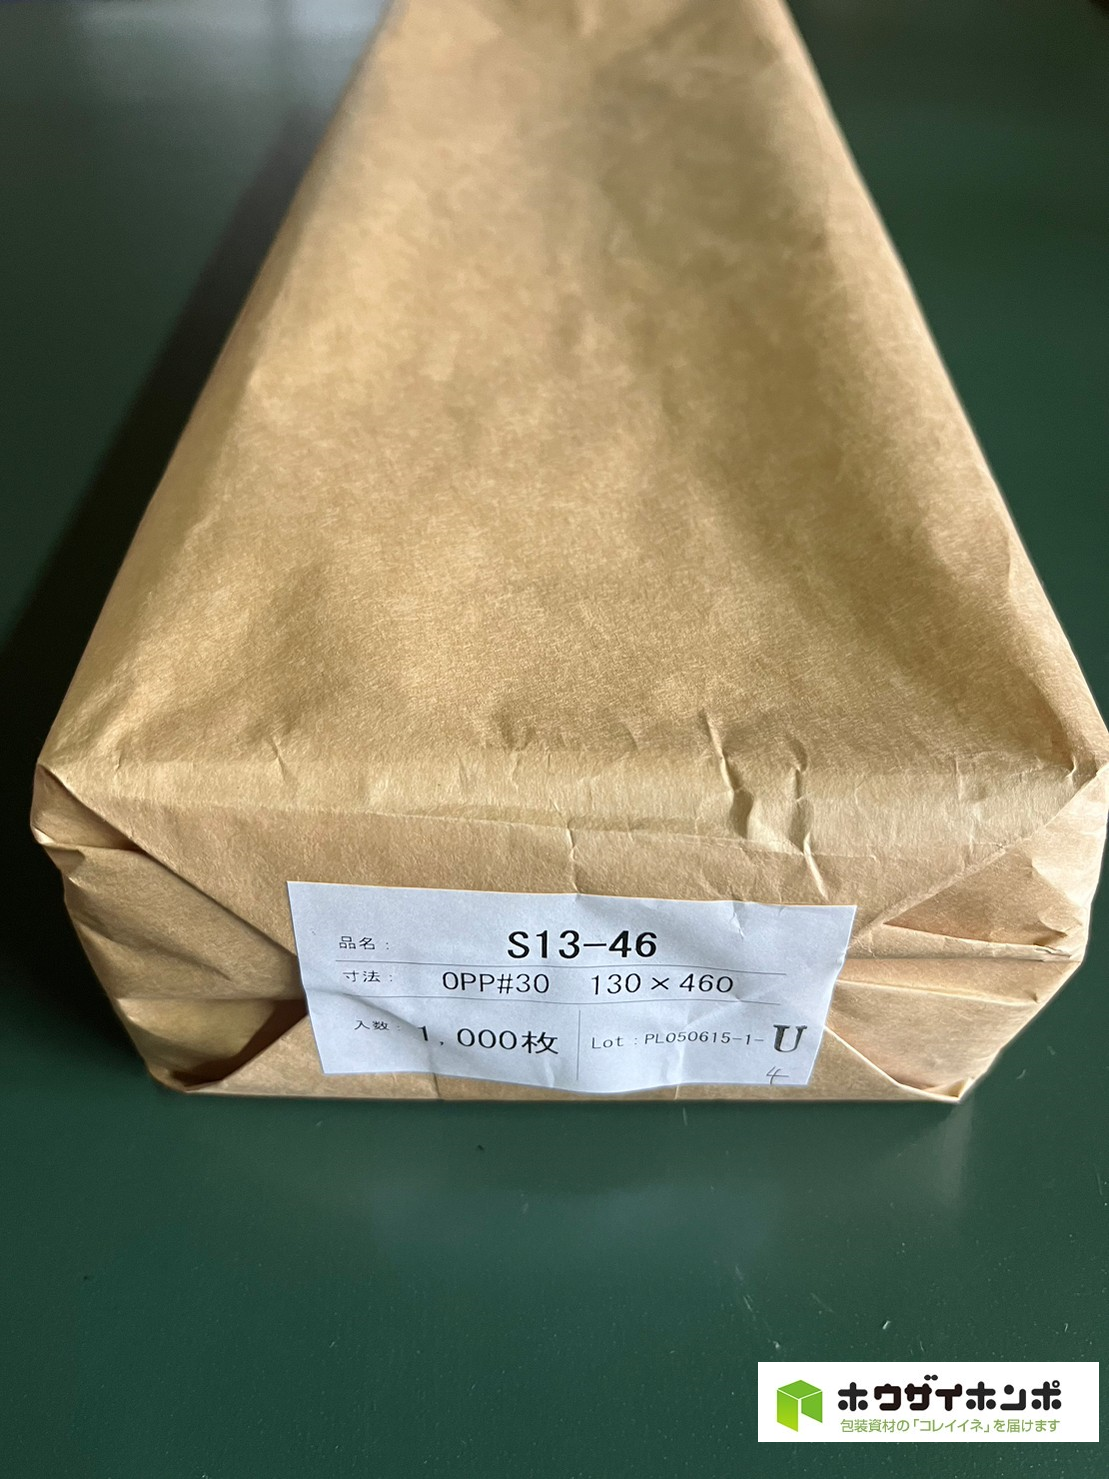 品名: S13-46
寸法: OPP#30 130×460
入数: 1,000枚 Lot:PL050615-1-U
4
ホウザイホンポ
包装資材の「コレイイネ」を届けます